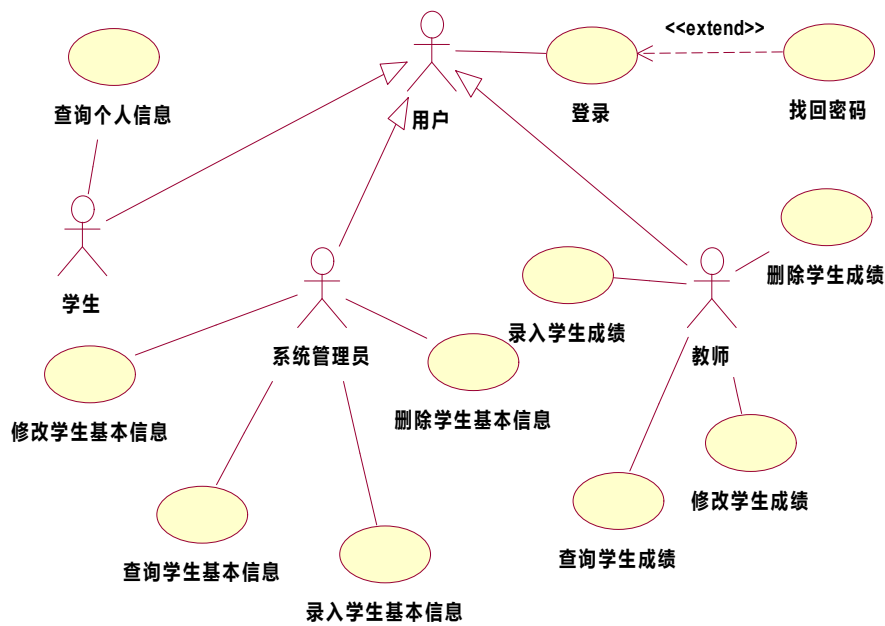 <<extend>>
查询个人信息
用户
登录
找回密码
学生
删除学生成绩
录入学生成绩
系统管理员
教师
修改学生基本信息
删除学生基本信息
修改学生成绩
查询学生基本信息
查询学生成绩
录入学生基本信息